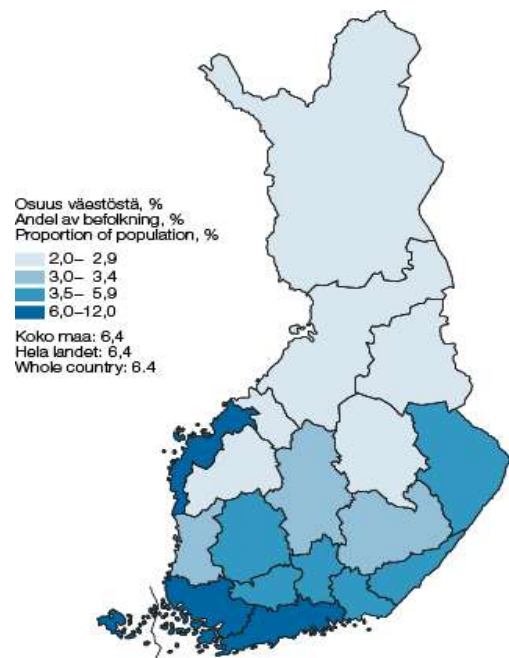 Osuus väestöstä, %
Andel av befolkning, %
Proportion of population, %
2,0– 2,9
3,0– 3,4
3,5– 5,9
6,0–12,0
Koko maa: 6,4
Hela landet: 6,4
Whole country: 6.4